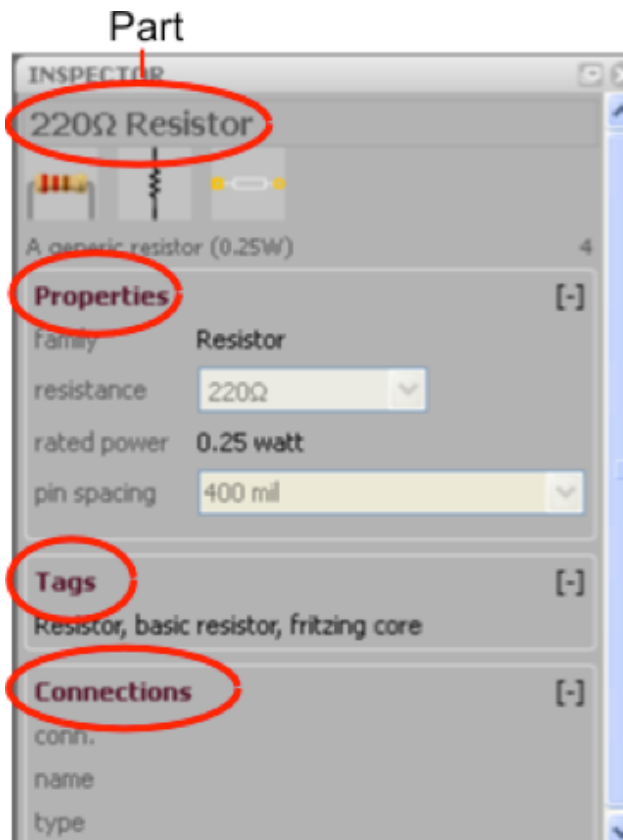 Part
INSPECTOR
220Ω Resistor
A generic resistor (0.25W) 4
Properties [-]
family Resistor
resistance 220Ω
rated power 0.25 watt
pin spacing 400 mil
Tags [-]
Resistor, basic resistor, fritzing core
Connections [-]
conn.
name
type